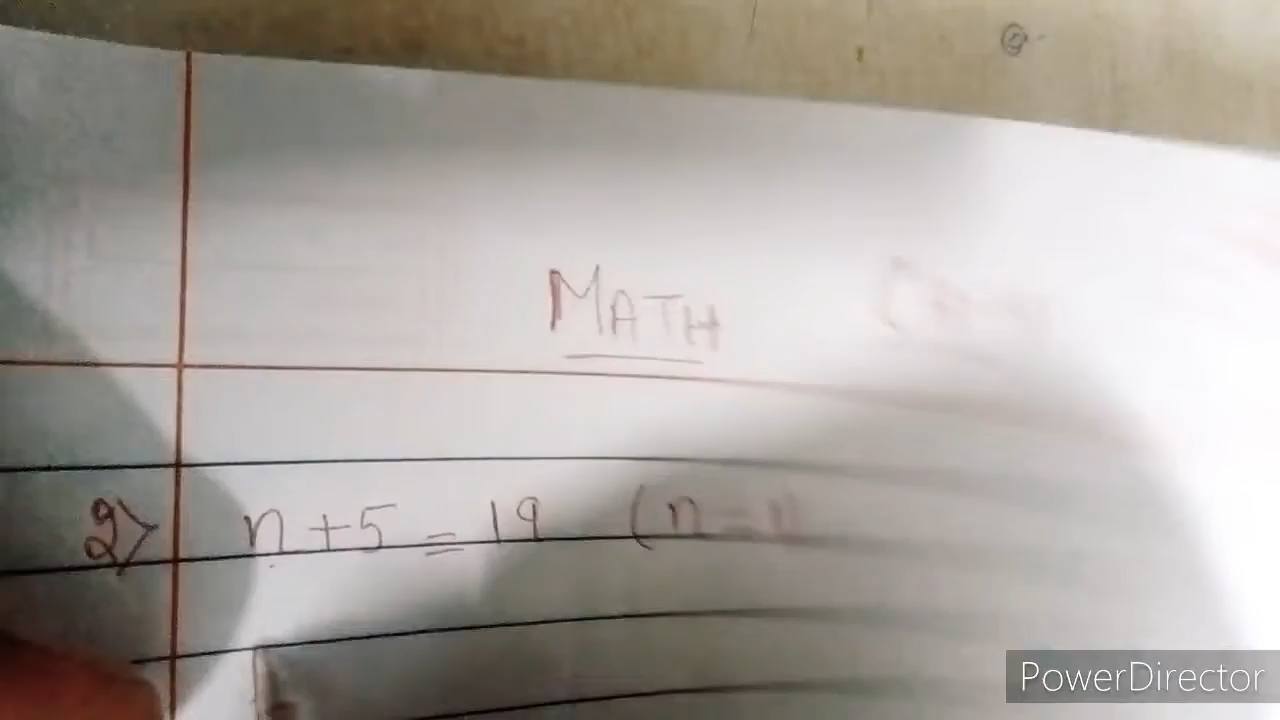 MATH
2> n+5 = 19 (n =
PowerDirector